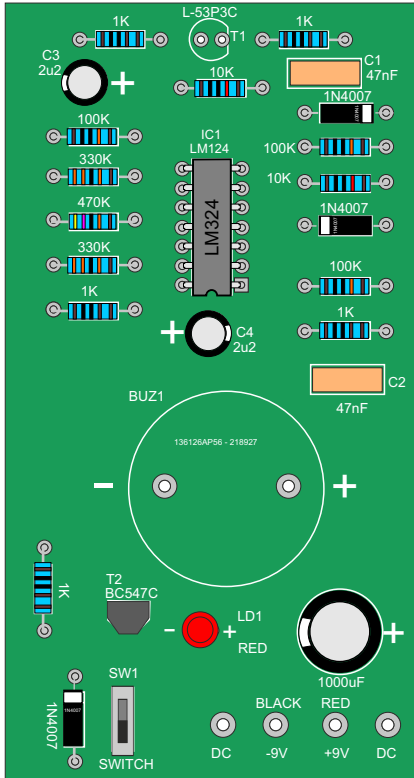 1K
L-53P3C
T1
1K
C3
2u2
+
10K
C1
47nF
1N4007
1N4007
100K
IC1
LM124
LM324
100K
330K
10K
470K
1N4007
1N4007
330K
100K
1K
1K
+
C4
2u2
C2
47nF
BUZ1
136126AP56 - 218927
-
+
1K
T2
BC547C
LD1
-
+
RED
+
1000uF
SW1
1N4007
1N4007
SWITCH
BLACK
RED
DC
-9V
+9V
DC